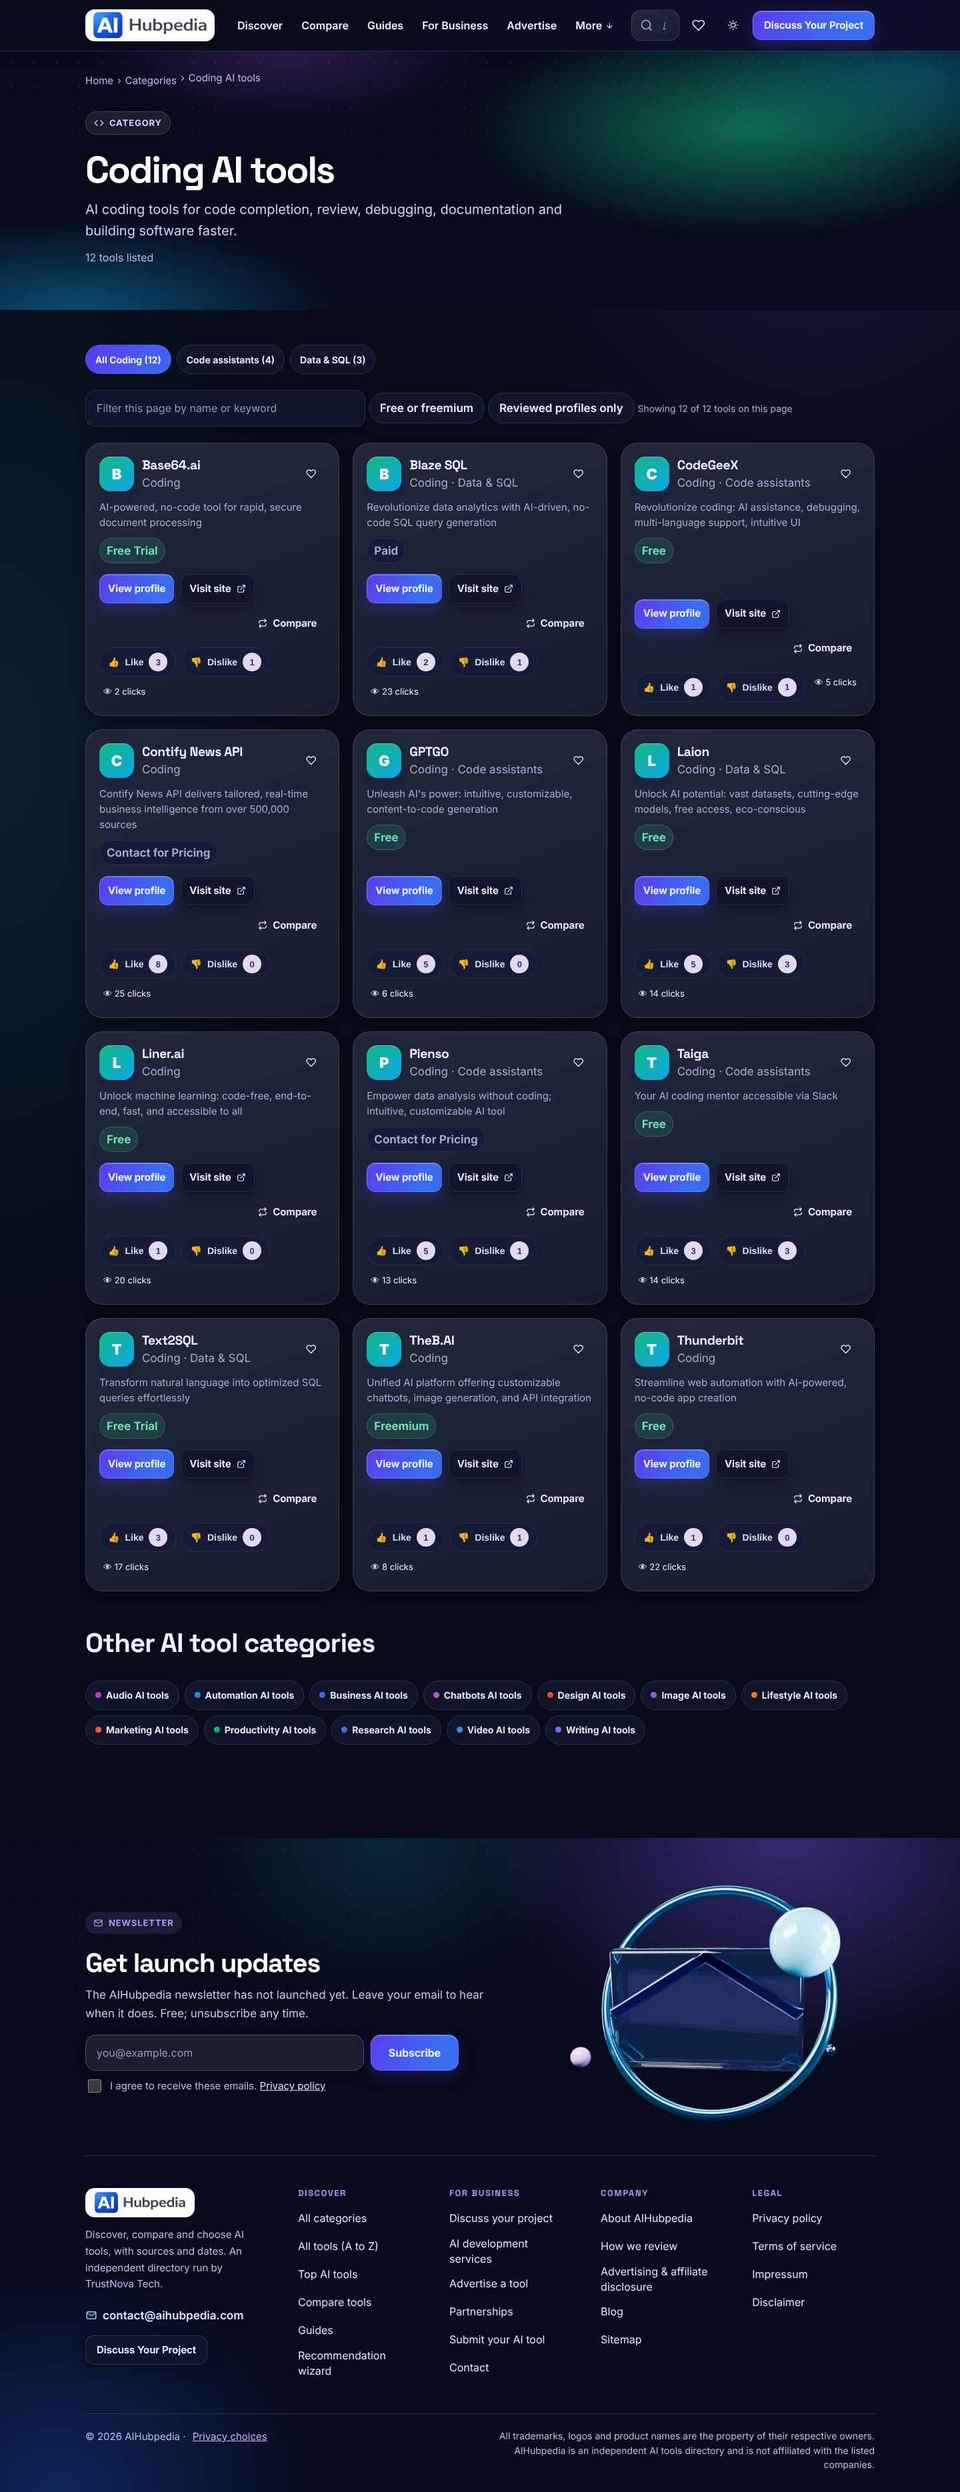 AI Hubpedia Discover Compare Guides For Business Advertise More ↓ / Discuss Your Project
Home › Categories › Coding AI tools
CATEGORY
Coding AI tools
AI coding tools for code completion, review, debugging, documentation and
building software faster.
12 tools listed
All Coding (12) Code assistants (4) Data & SQL (3)
Filter this page by name or keyword Free or freemium Reviewed profiles only Showing 12 of 12 tools on this page
B Base64.ai
Coding
AI-powered, no-code tool for rapid, secure
document processing
Free Trial
View profile Visit site
Compare
👍 Like 3 👎 Dislike 1
👁 2 clicks
B Blaze SQL
Coding · Data & SQL
Revolutionize data analytics with AI-driven, no-
code SQL query generation
Paid
View profile Visit site
Compare
👍 Like 2 👎 Dislike 1
👁 23 clicks
C CodeGeeX
Coding · Code assistants
Revolutionize coding: AI assistance, debugging,
multi-language support, intuitive UI
Free
View profile Visit site
Compare
👍 Like 1 👎 Dislike 1 👁 5 clicks
C Contify News API
Coding
Contify News API delivers tailored, real-time
business intelligence from over 500,000
sources
Contact for Pricing
View profile Visit site
Compare
👍 Like 8 👎 Dislike 0
👁 25 clicks
G GPTGO
Coding · Code assistants
Unleash AI's power: intuitive, customizable,
content-to-code generation
Free
View profile Visit site
Compare
👍 Like 5 👎 Dislike 0
👁 6 clicks
L Laion
Coding · Data & SQL
Unlock AI potential: vast datasets, cutting-edge
models, free access, eco-conscious
Free
View profile Visit site
Compare
👍 Like 5 👎 Dislike 3
👁 14 clicks
L Liner.ai
Coding
Unlock machine learning: code-free, end-to-
end, fast, and accessible to all
Free
View profile Visit site
Compare
👍 Like 1 👎 Dislike 0
👁 20 clicks
P Pienso
Coding · Code assistants
Empower data analysis without coding;
intuitive, customizable AI tool
Contact for Pricing
View profile Visit site
Compare
👍 Like 5 👎 Dislike 1
👁 13 clicks
T Taiga
Coding · Code assistants
Your AI coding mentor accessible via Slack
Free
View profile Visit site
Compare
👍 Like 3 👎 Dislike 3
👁 14 clicks
T Text2SQL
Coding · Data & SQL
Transform natural language into optimized SQL
queries effortlessly
Free Trial
View profile Visit site
Compare
👍 Like 3 👎 Dislike 0
👁 17 clicks
T TheB.AI
Coding
Unified AI platform offering customizable
chatbots, image generation, and API integration
Freemium
View profile Visit site
Compare
👍 Like 1 👎 Dislike 1
👁 8 clicks
T Thunderbit
Coding
Streamline web automation with AI-powered,
no-code app creation
Free
View profile Visit site
Compare
👍 Like 1 👎 Dislike 0
👁 22 clicks
Other AI tool categories
Audio AI tools Automation AI tools Business AI tools Chatbots AI tools Design AI tools Image AI tools Lifestyle AI tools
Marketing AI tools Productivity AI tools Research AI tools Video AI tools Writing AI tools
NEWSLETTER
Get launch updates
The AIHubpedia newsletter has not launched yet. Leave your email to hear
when it does. Free; unsubscribe any time.
you@example.com Subscribe
I agree to receive these emails. Privacy policy
AI Hubpedia
Discover, compare and choose AI
tools, with sources and dates. An
independent directory run by
TrustNova Tech.
contact@aihubpedia.com
Discuss Your Project
DISCOVER
All categories
All tools (A to Z)
Top AI tools
Compare tools
Guides
Recommendation
wizard
FOR BUSINESS
Discuss your project
AI development
services
Advertise a tool
Partnerships
Submit your AI tool
Contact
COMPANY
About AIHubpedia
How we review
Advertising & affiliate
disclosure
Blog
Sitemap
LEGAL
Privacy policy
Terms of service
Impressum
Disclaimer
© 2026 AIHubpedia · Privacy choices
All trademarks, logos and product names are the property of their respective owners.
AIHubpedia is an independent AI tools directory and is not affiliated with the listed
companies.